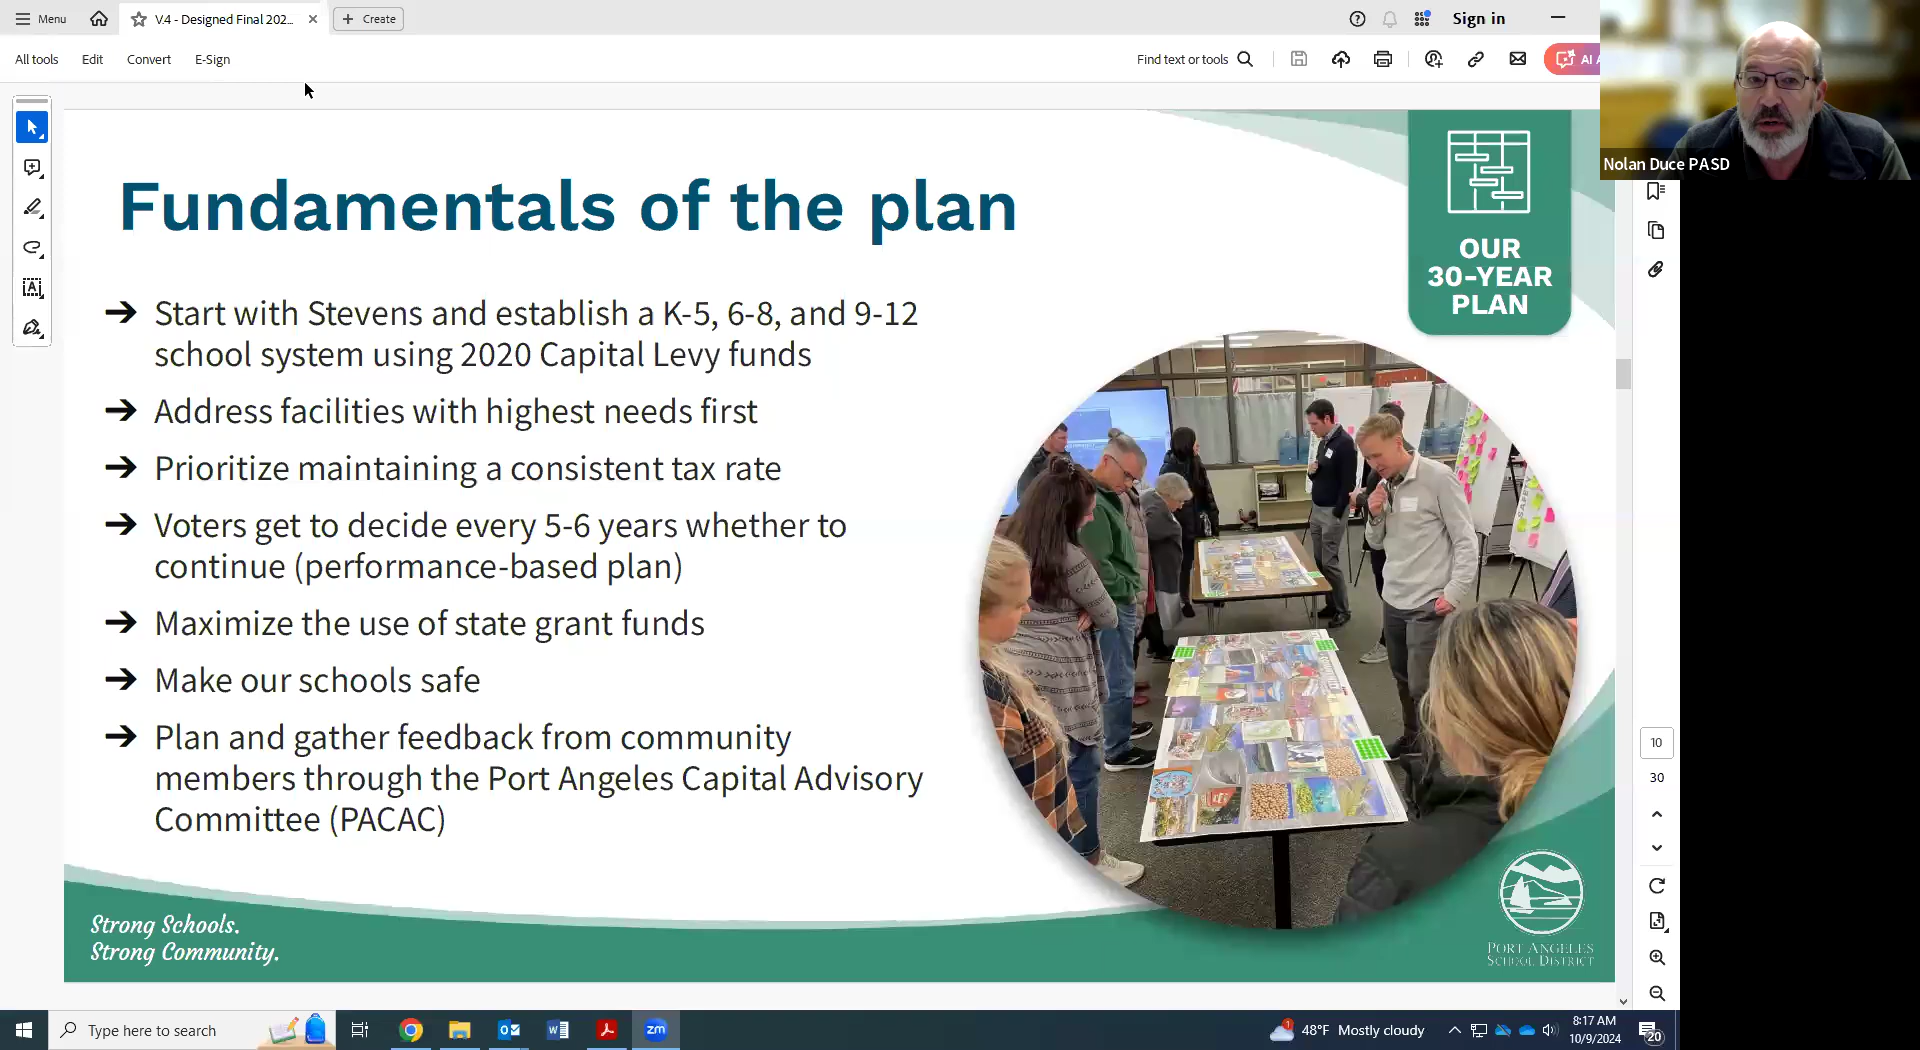 Menu
V.4 - Designed Final 202...
Create
Sign in
All tools
Edit
Convert
E-Sign
Find text or tools
AI
Nolan Duce PASD
Fundamentals of the plan
OUR
30-YEAR
PLAN
➔ Start with Stevens and establish a K-5, 6-8, and 9-12
school system using 2020 Capital Levy funds
➔ Address facilities with highest needs first
➔ Prioritize maintaining a consistent tax rate
➔ Voters get to decide every 5-6 years whether to
continue (performance-based plan)
➔ Maximize the use of state grant funds
➔ Make our schools safe
➔ Plan and gather feedback from community
members through the Port Angeles Capital Advisory
Committee (PACAC)
10
30
Strong Schools.
Strong Community.
PORT ANGELES
SCHOOL DISTRICT
Type here to search
zm
1
48°F Mostly cloudy
8:17 AM
10/9/2024
20